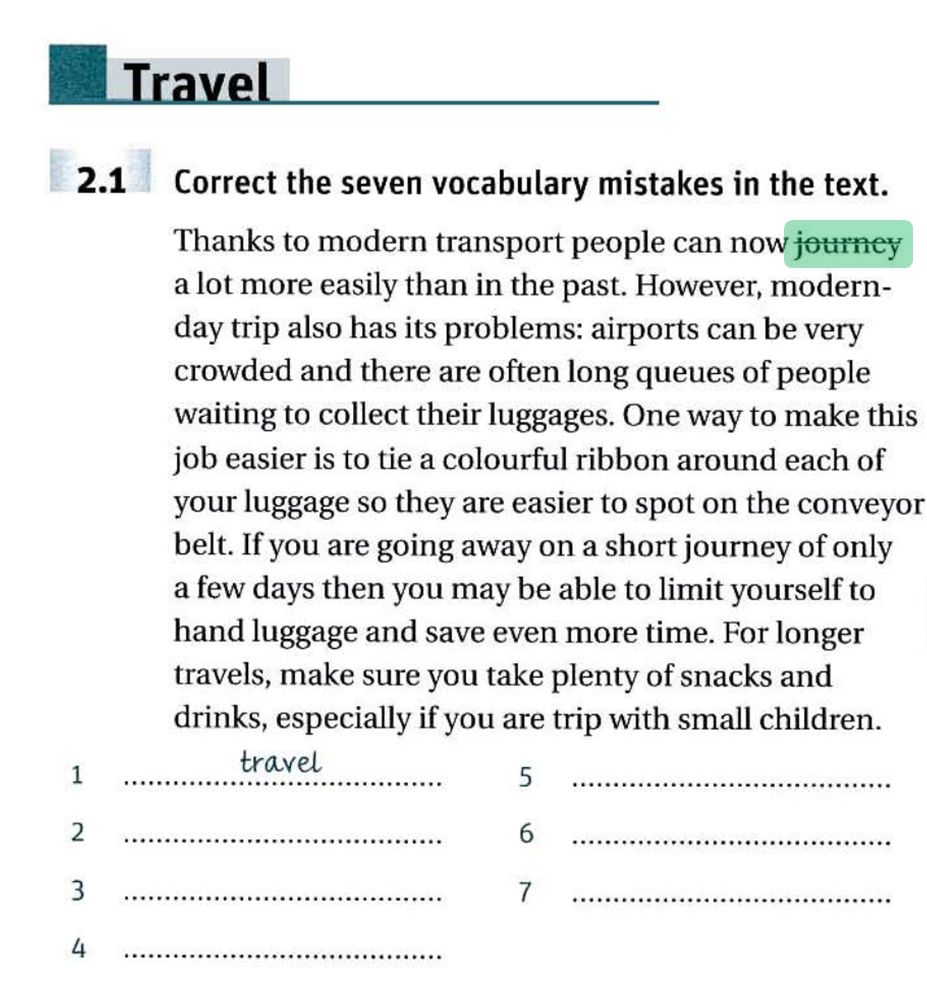 Travel
2.1 Correct the seven vocabulary mistakes in the text.
Thanks to modern transport people can now journey
a lot more easily than in the past. However, modern-
day trip also has its problems: airports can be very
crowded and there are often long queues of people
waiting to collect their luggages. One way to make this
job easier is to tie a colourful ribbon around each of
your luggage so they are easier to spot on the conveyor
belt. If you are going away on a short journey of only
a few days then you may be able to limit yourself to
hand luggage and save even more time. For longer
travels, make sure you take plenty of snacks and
drinks, especially if you are trip with small children.
1 travel
2
3
4
5
6
7